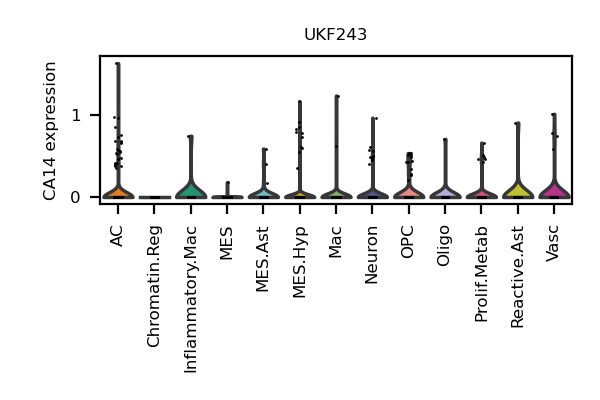 UKF243
CA14 expression
1
0
AC
Chromatin.Reg
Inflammatory.Mac
MES
MES.Ast
MES.Hyp
Mac
Neuron
OPC
Oligo
Prolif.Metab
Reactive.Ast
Vasc